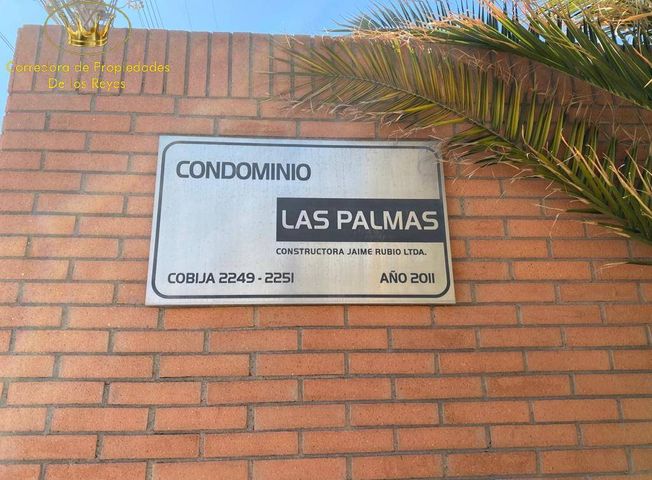 Corredora de Propiedades
De los Reyes
CONDOMINIO
LAS PALMAS
CONSTRUCTORA JAIME RUBIO LTDA.
COBIJA 2249 - 2251 AÑO 2011